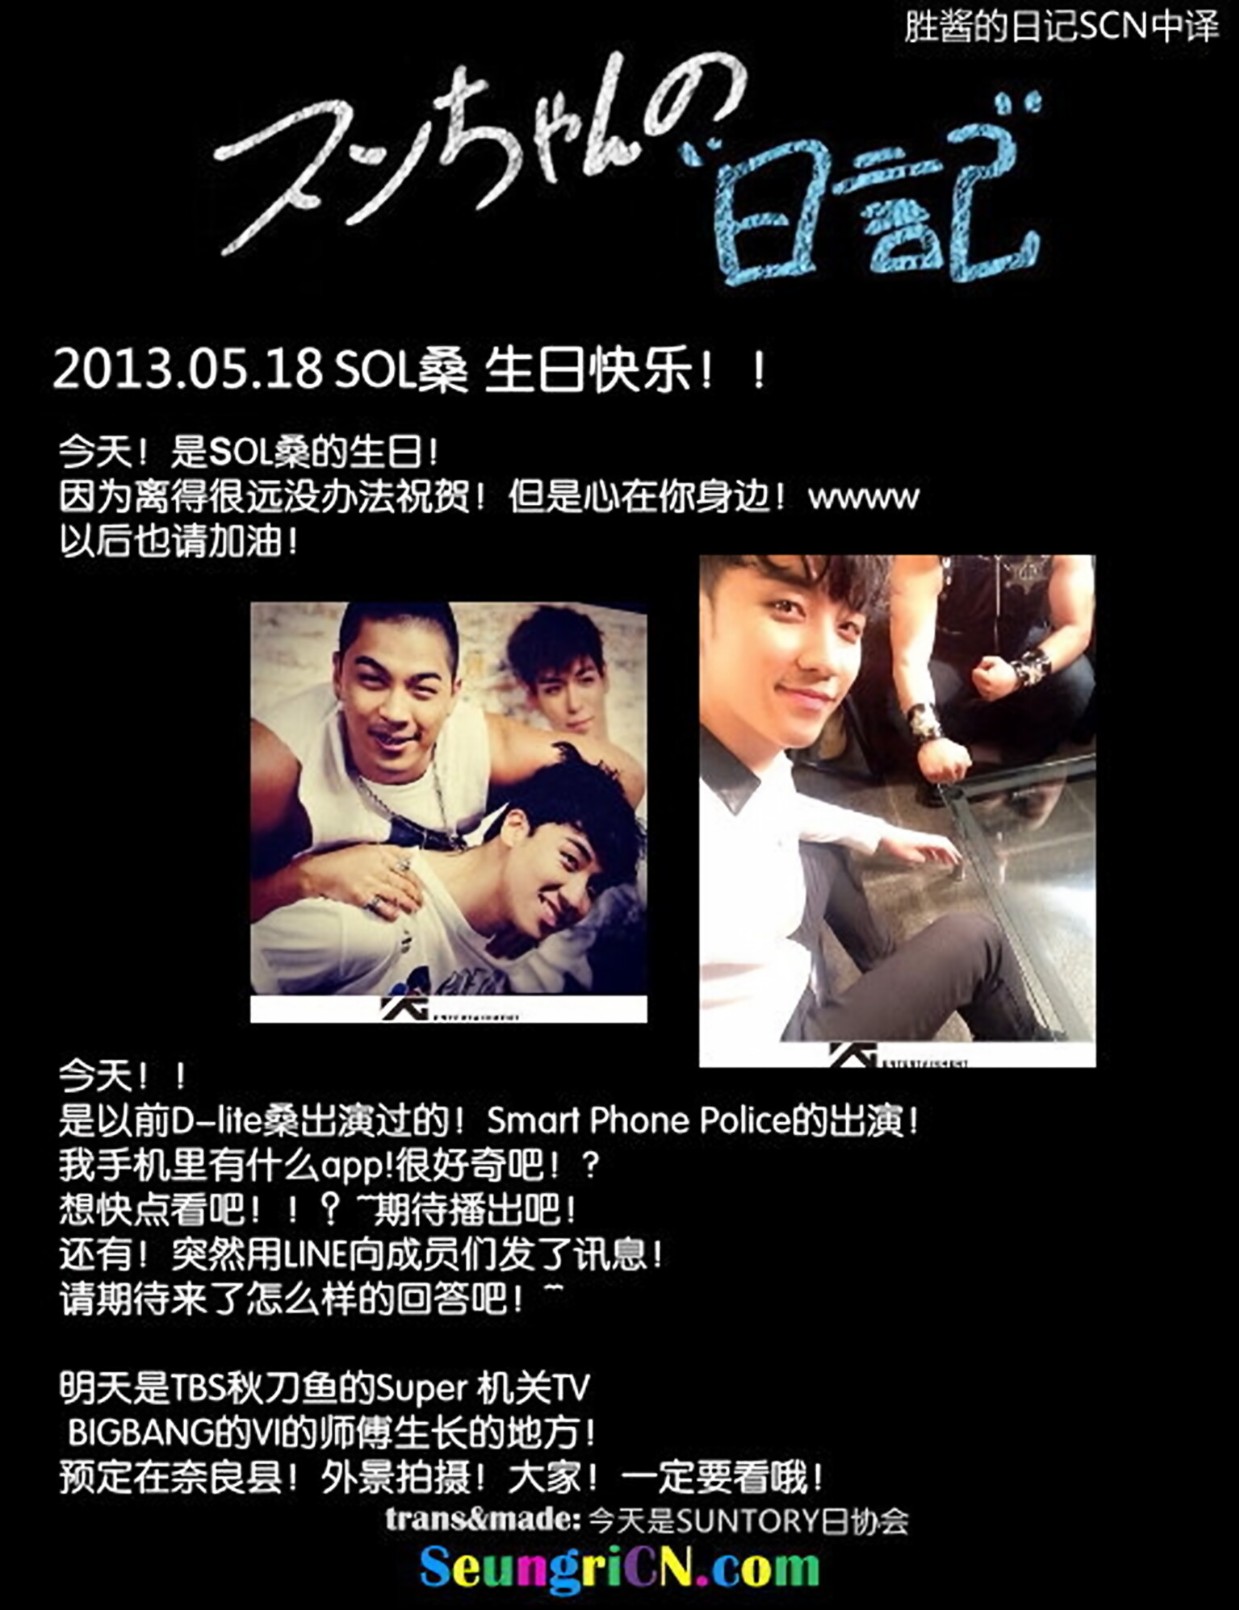 胜酱的日记SCN中译
スンちゃんの
"日記"
2013.05.18 SOL桑 生日快乐！！
今天！是SOL桑的生日！
因为离得很远没办法祝贺！但是心在你身边！wwww
以后也请加油！
YG ENTERTAINMENT
YG ENTERTAINMENT
今天！！
是以前D-lite桑出演过的！Smart Phone Police的出演！
我手机里有什么app!很好奇吧！？
想快点看吧！！？~~期待播出吧！
还有！突然用LINE向成员们发了讯息！
请期待来了怎么样的回答吧！~~
明天是TBS秋刀鱼的Super 机关TV
BIGBANG的VI的师傅生长的地方！
预定在奈良县！外景拍摄！大家！一定要看哦！
trans&made: 今天是SUNTORY日协会
SeungriCN.com